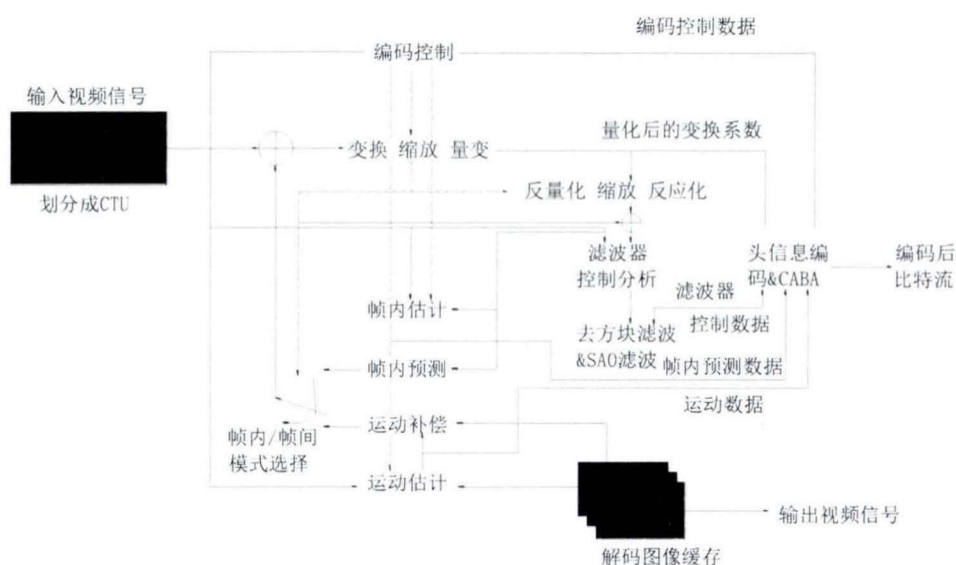 编码控制数据
编码控制
输入视频信号
量化后的变换系数
变换 缩放 量变
反量化 缩放 反应化
划分成CTU
滤波器
控制分析
头信息编
码&CABA
编码后
比特流
滤波器
控制数据
帧内估计
去方块滤波
&SAO滤波
帧内预测
帧内预测数据
运动数据
运动补偿
帧内/帧间
模式选择
运动估计
输出视频信号
解码图像缓存